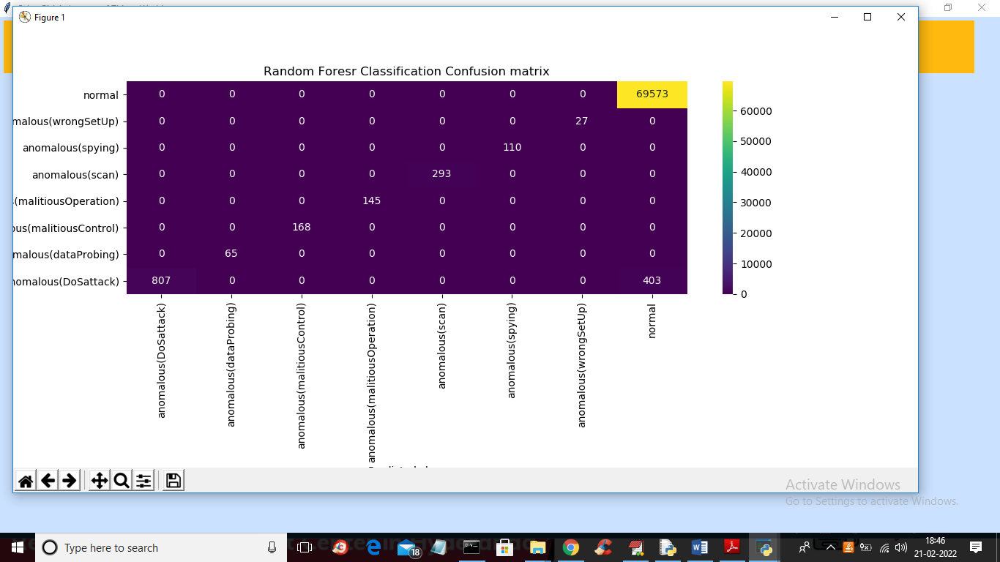 Figure 1
Random Foresr Classification Confusion matrix
normal 0 0 0 0 0 0 0 69573
malous(wrongSetUp) 0 0 0 0 0 0 27 0
anomalous(spying) 0 0 0 0 0 110 0 0
anomalous(scan) 0 0 0 0 293 0 0 0
(malitiousOperation) 0 0 0 145 0 0 0 0
ous(malitiousControl) 0 0 168 0 0 0 0 0
malous(dataProbing) 0 65 0 0 0 0 0 0
nomalous(DoSattack) 807 0 0 0 0 0 0 403
60000
50000
40000
30000
20000
10000
0
anomalous(DoSattack)
anomalous(dataProbing)
anomalous(malitiousControl)
anomalous(malitiousOperation)
anomalous(scan)
anomalous(spying)
anomalous(wrongSetUp)
normal
Activate Windows
Go to Settings to activate Windows.
Type here to search
18
18:46
21-02-2022